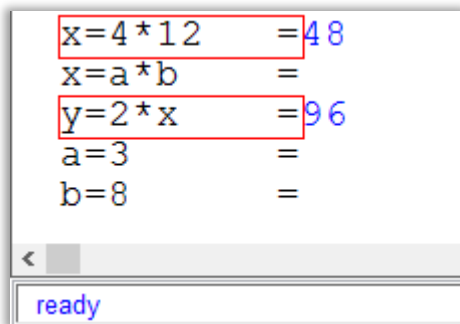 x=4*12 =48
x=a*b =
y=2*x =96
a=3 =
b=8 =
ready